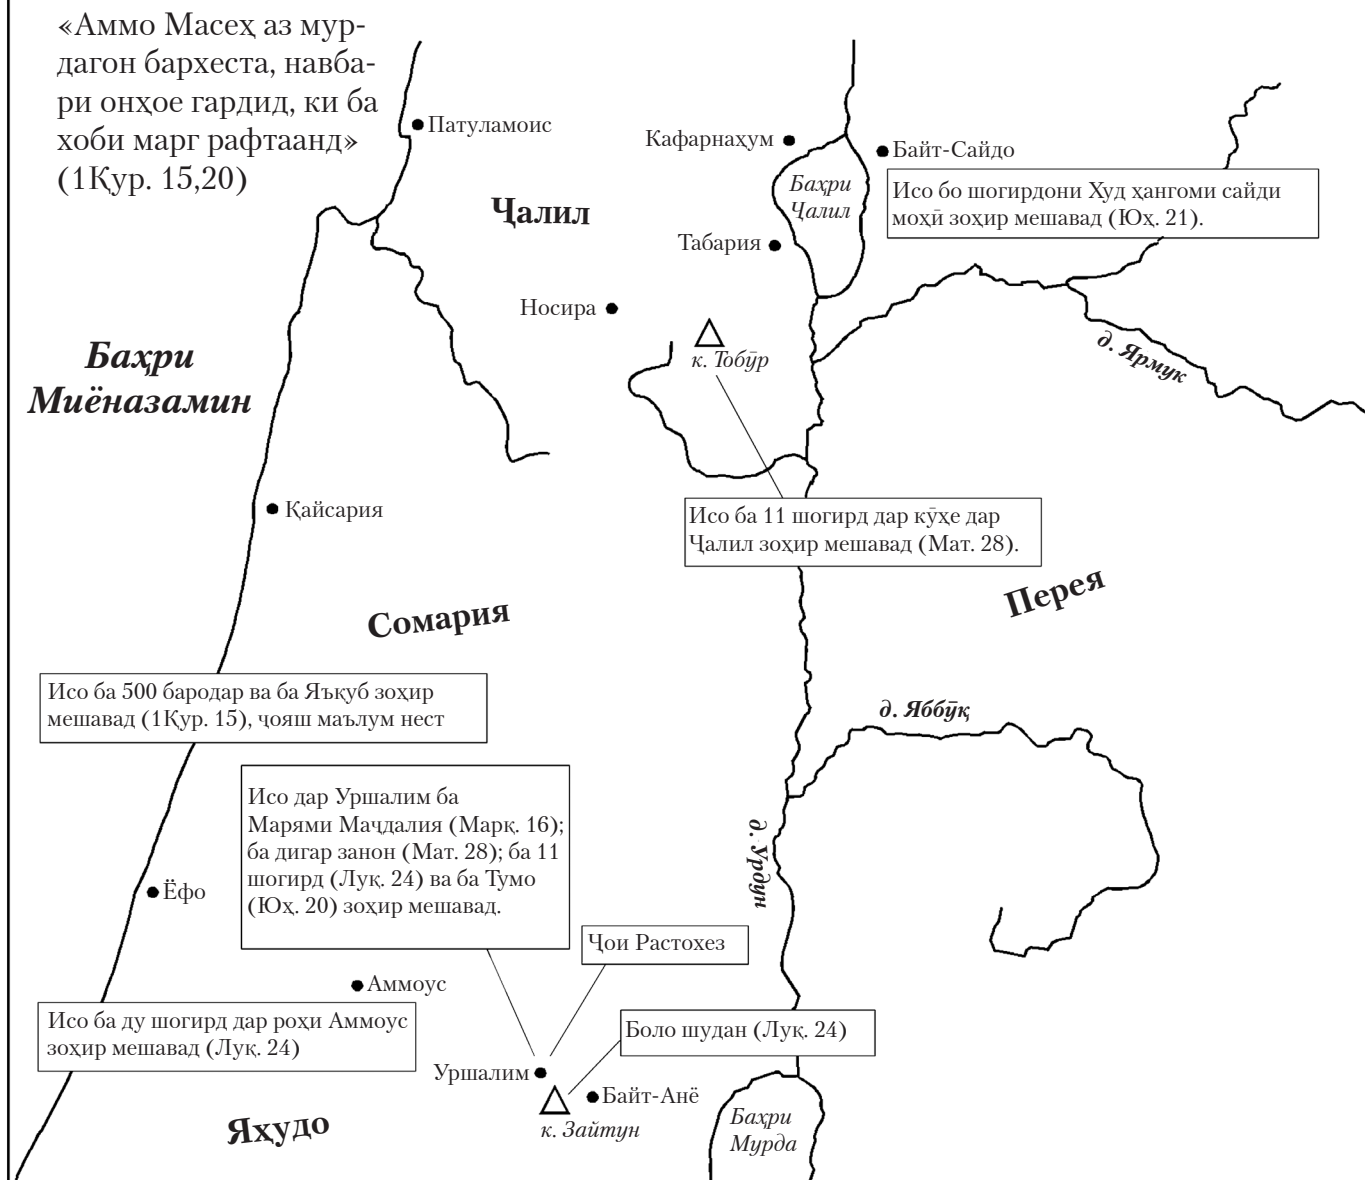 «Аммо Масеҳ аз мур-
дагон бархеста, навба-
ри онҳое гардид, ки ба
хоби марг рафтаанд»
(1Қур. 15,20)
Патуламоис
Кафарнаҳум
Байт-Сайдо
Баҳри
Ҷалил
Исо бо шогирдони Худ ҳангоми сайди
моҳӣ зоҳир мешавад (Юҳ. 21).
Ҷалил
Табария
Носира
к. Тобӯр
д. Ярмук
Баҳри
Миёназамин
Қайсария
Исо ба 11 шогирд дар кӯҳе дар
Ҷалил зоҳир мешавад (Мат. 28).
Перея
Сомария
Исо ба 500 бародар ва ба Яъқуб зоҳир
мешавад (1Қур. 15), ҷояш маълум нест
д. Яббӯқ
Исо дар Уршалим ба
Марями Маҷдалия (Марқ. 16);
ба дигар занон (Мат. 28); ба 11
шогирд (Луқ. 24) ва ба Тумо
(Юҳ. 20) зоҳир мешавад.
д. Урдун
Ёфо
Ҷои Растохез
Аммоус
Исо ба ду шогирд дар роҳи Аммоус
зоҳир мешавад (Луқ. 24)
Боло шудан (Луқ. 24)
Уршалим
Байт-Анё
к. Зайтун
Яҳудо
Баҳри
Мурда